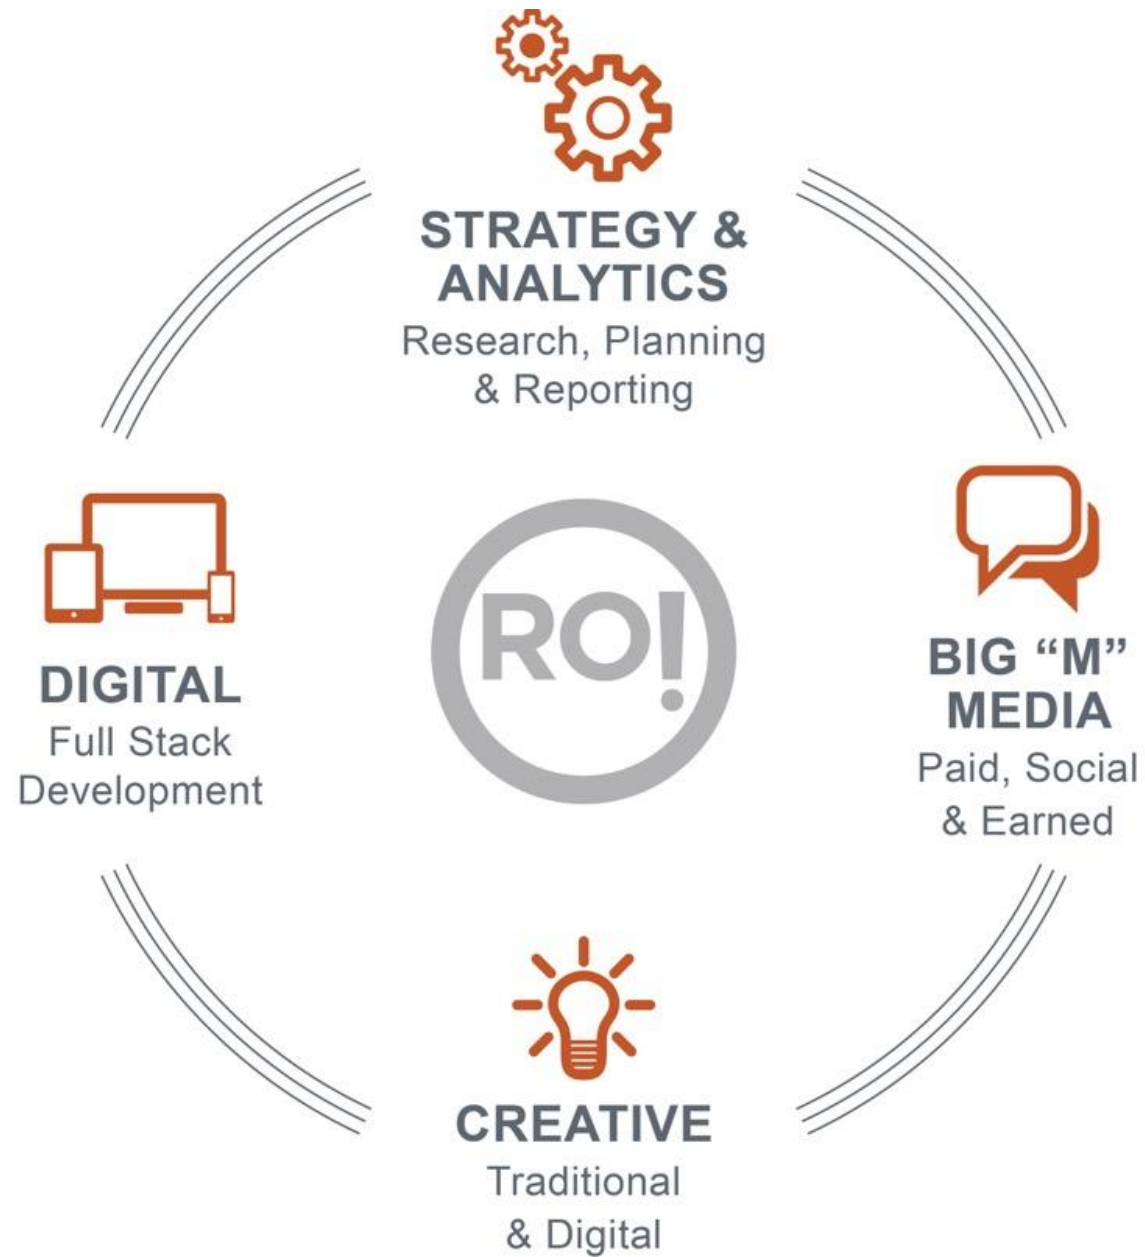 STRATEGY &
ANALYTICS
Research, Planning
& Reporting
DIGITAL
Full Stack
Development
RO!
BIG “M”
MEDIA
Paid, Social
& Earned
CREATIVE
Traditional
& Digital